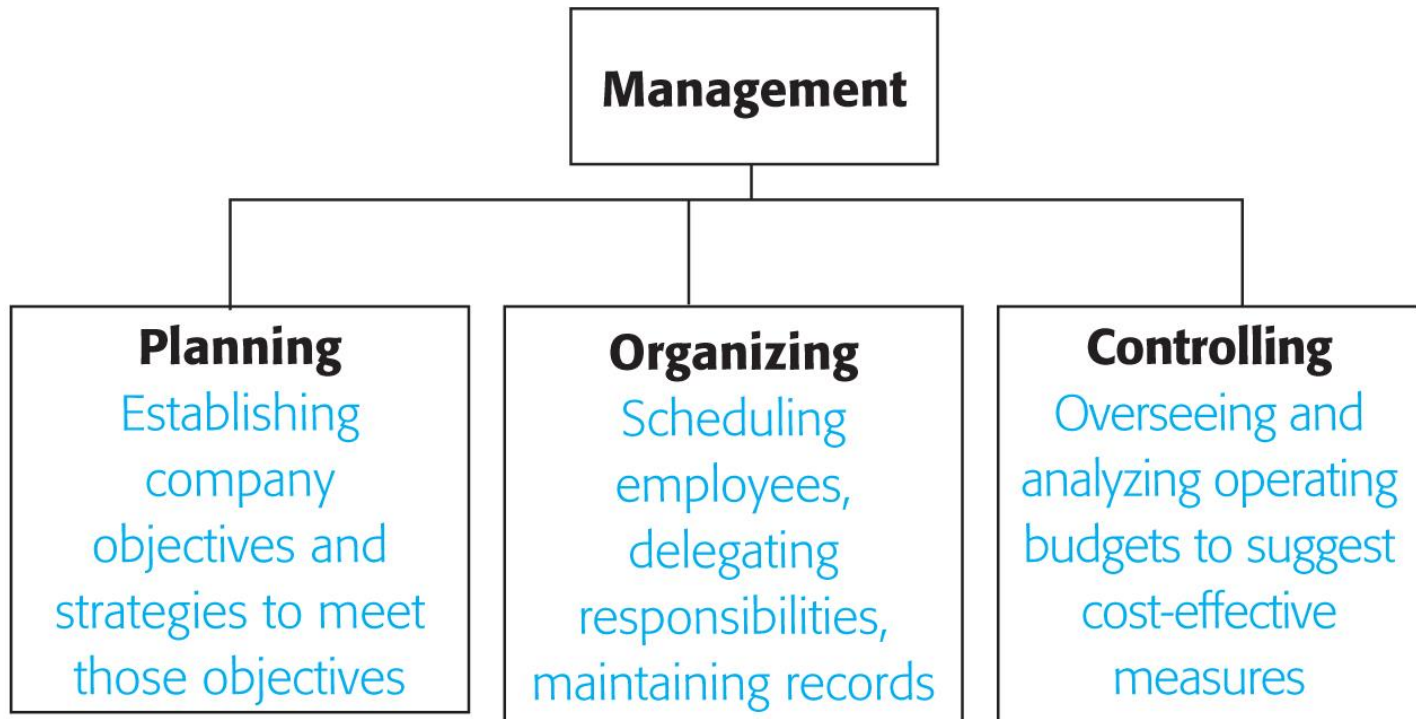 Management
Planning
Establishing
company
objectives and
strategies to meet
those objectives
Organizing
Scheduling
employees,
delegating
responsibilities,
maintaining records
Controlling
Overseeing and
analyzing operating
budgets to suggest
cost-effective
measures